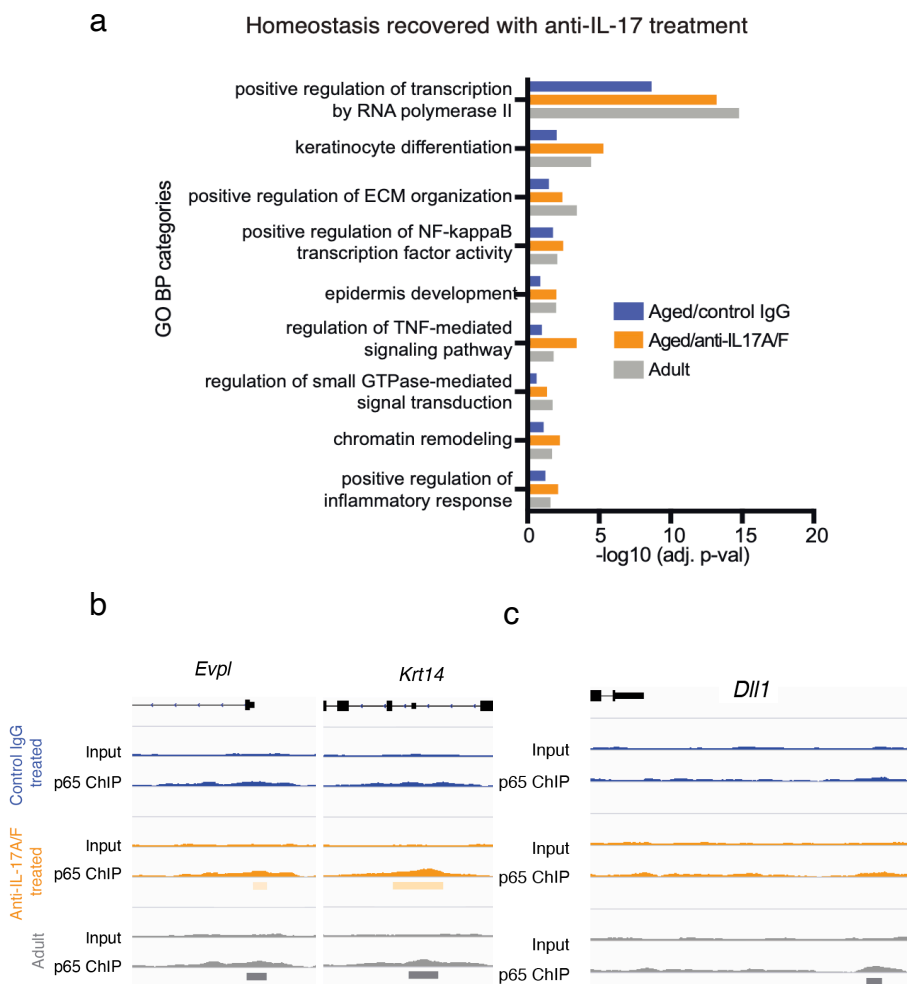 a
Homeostasis recovered with anti-IL-17 treatment
GO BP categories
positive regulation of transcription
by RNA polymerase II
keratinocyte differentiation
positive regulation of ECM organization
positive regulation of NF-kappaB
transcription factor activity
epidermis development
regulation of TNF-mediated
signaling pathway
regulation of small GTPase-mediated
signal transduction
chromatin remodeling
positive regulation of
inflammatory response
Aged/control IgG
Aged/anti-IL17A/F
Adult
0 5 10 15 20
-log10 (adj. p-val)
b
Evpl
Krt14
Control IgG
treated
Input
p65 ChIP
Anti-IL-17A/F
treated
Input
p65 ChIP
Adult
Input
p65 ChIP
c
Dll1
Input
p65 ChIP
Input
p65 ChIP
Input
p65 ChIP